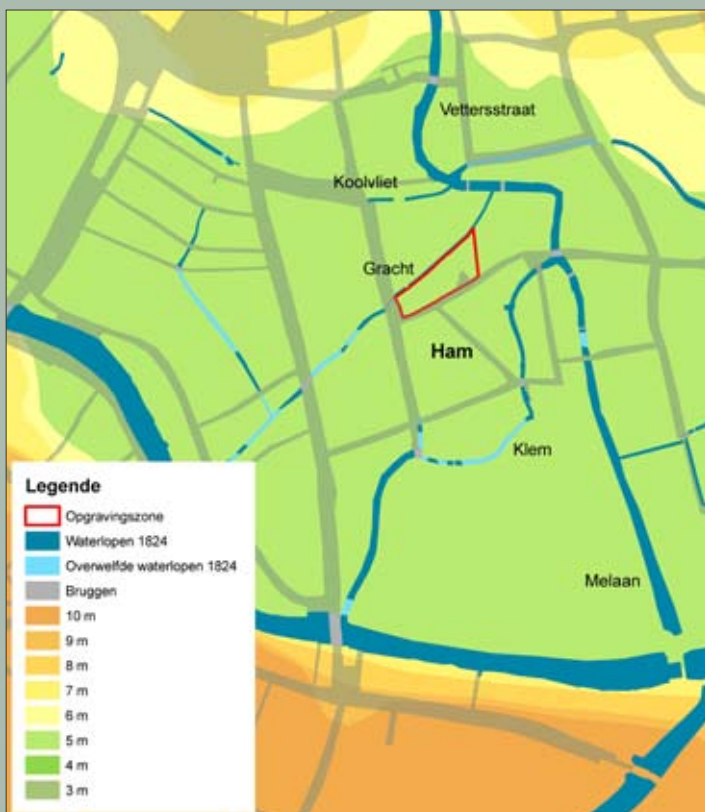 Vettersstraat
Koolvliet
Gracht
Ham
Klem
Melaan
Legende
Opgravingszone
Waterlopen 1824
Overwelfde waterlopen 1824
Bruggen
10 m
9 m
8 m
7 m
6 m
5 m
4 m
3 m